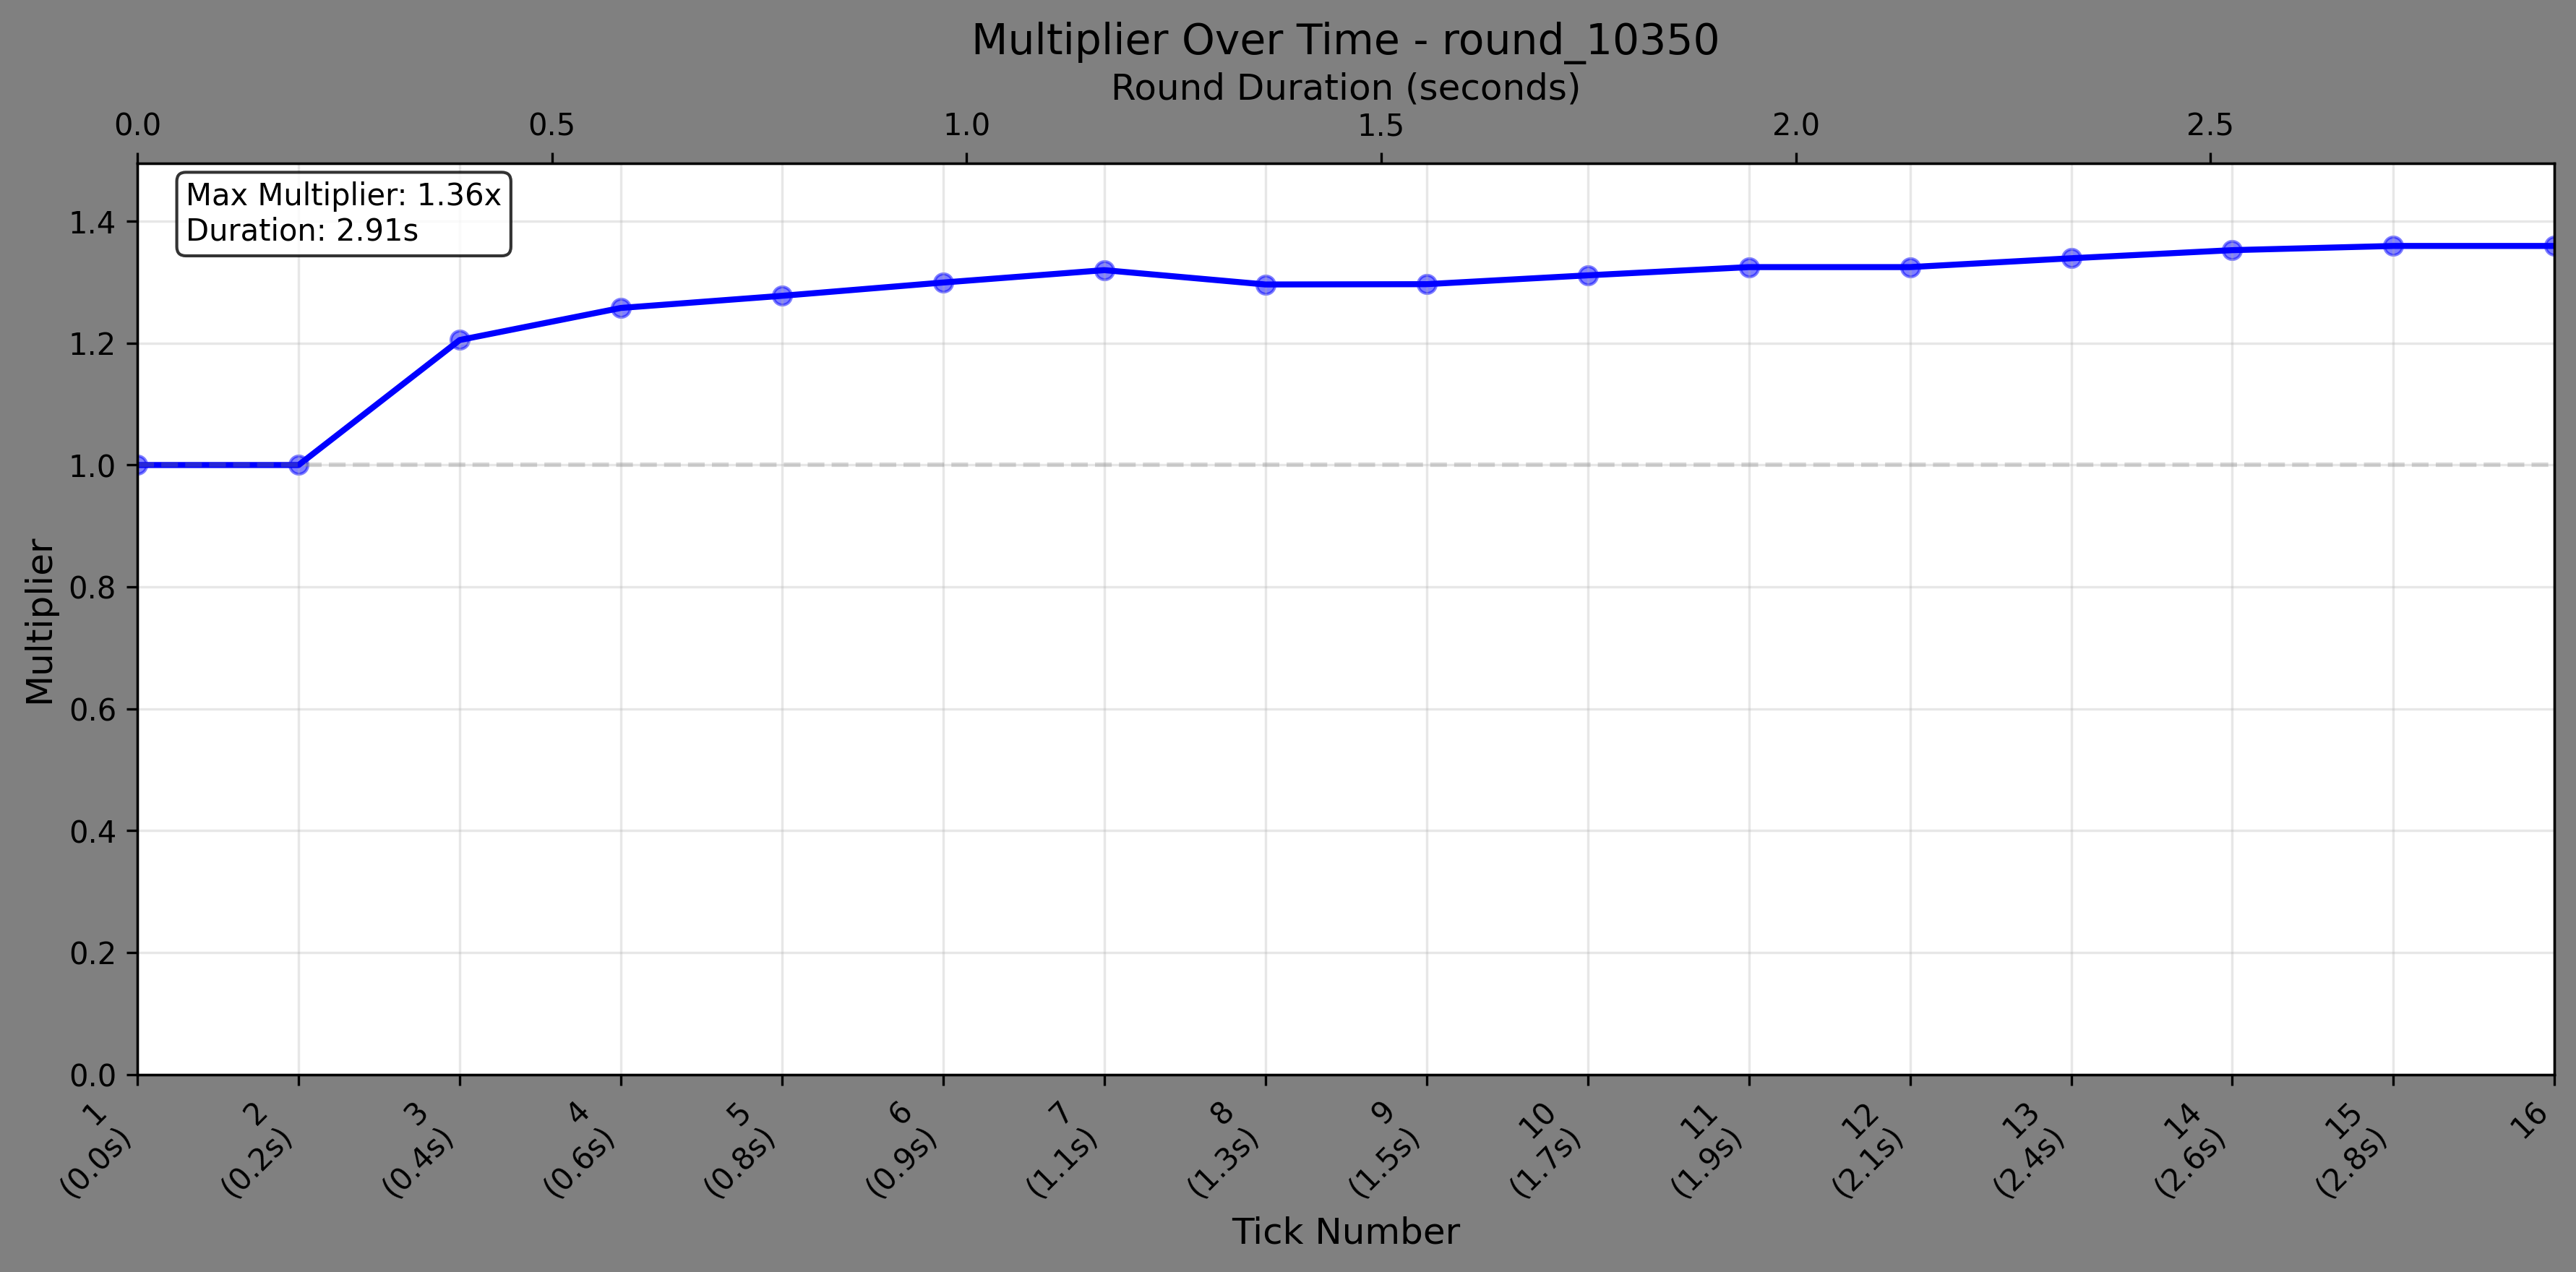 Multiplier Over Time - round_10350
Round Duration (seconds)
0.0 0.5 1.0 1.5 2.0 2.5
Max Multiplier: 1.36x
Duration: 2.91s
Multiplier
1.4
1.2
1.0
0.8
0.6
0.4
0.2
0.0
1 2 3 4 5 6 7 8 9 10 11 12 13 14 15 16
(0.0s) (0.2s) (0.4s) (0.6s) (0.8s) (0.9s) (1.1s) (1.3s) (1.5s) (1.7s) (1.9s) (2.1s) (2.4s) (2.6s) (2.8s)
Tick Number